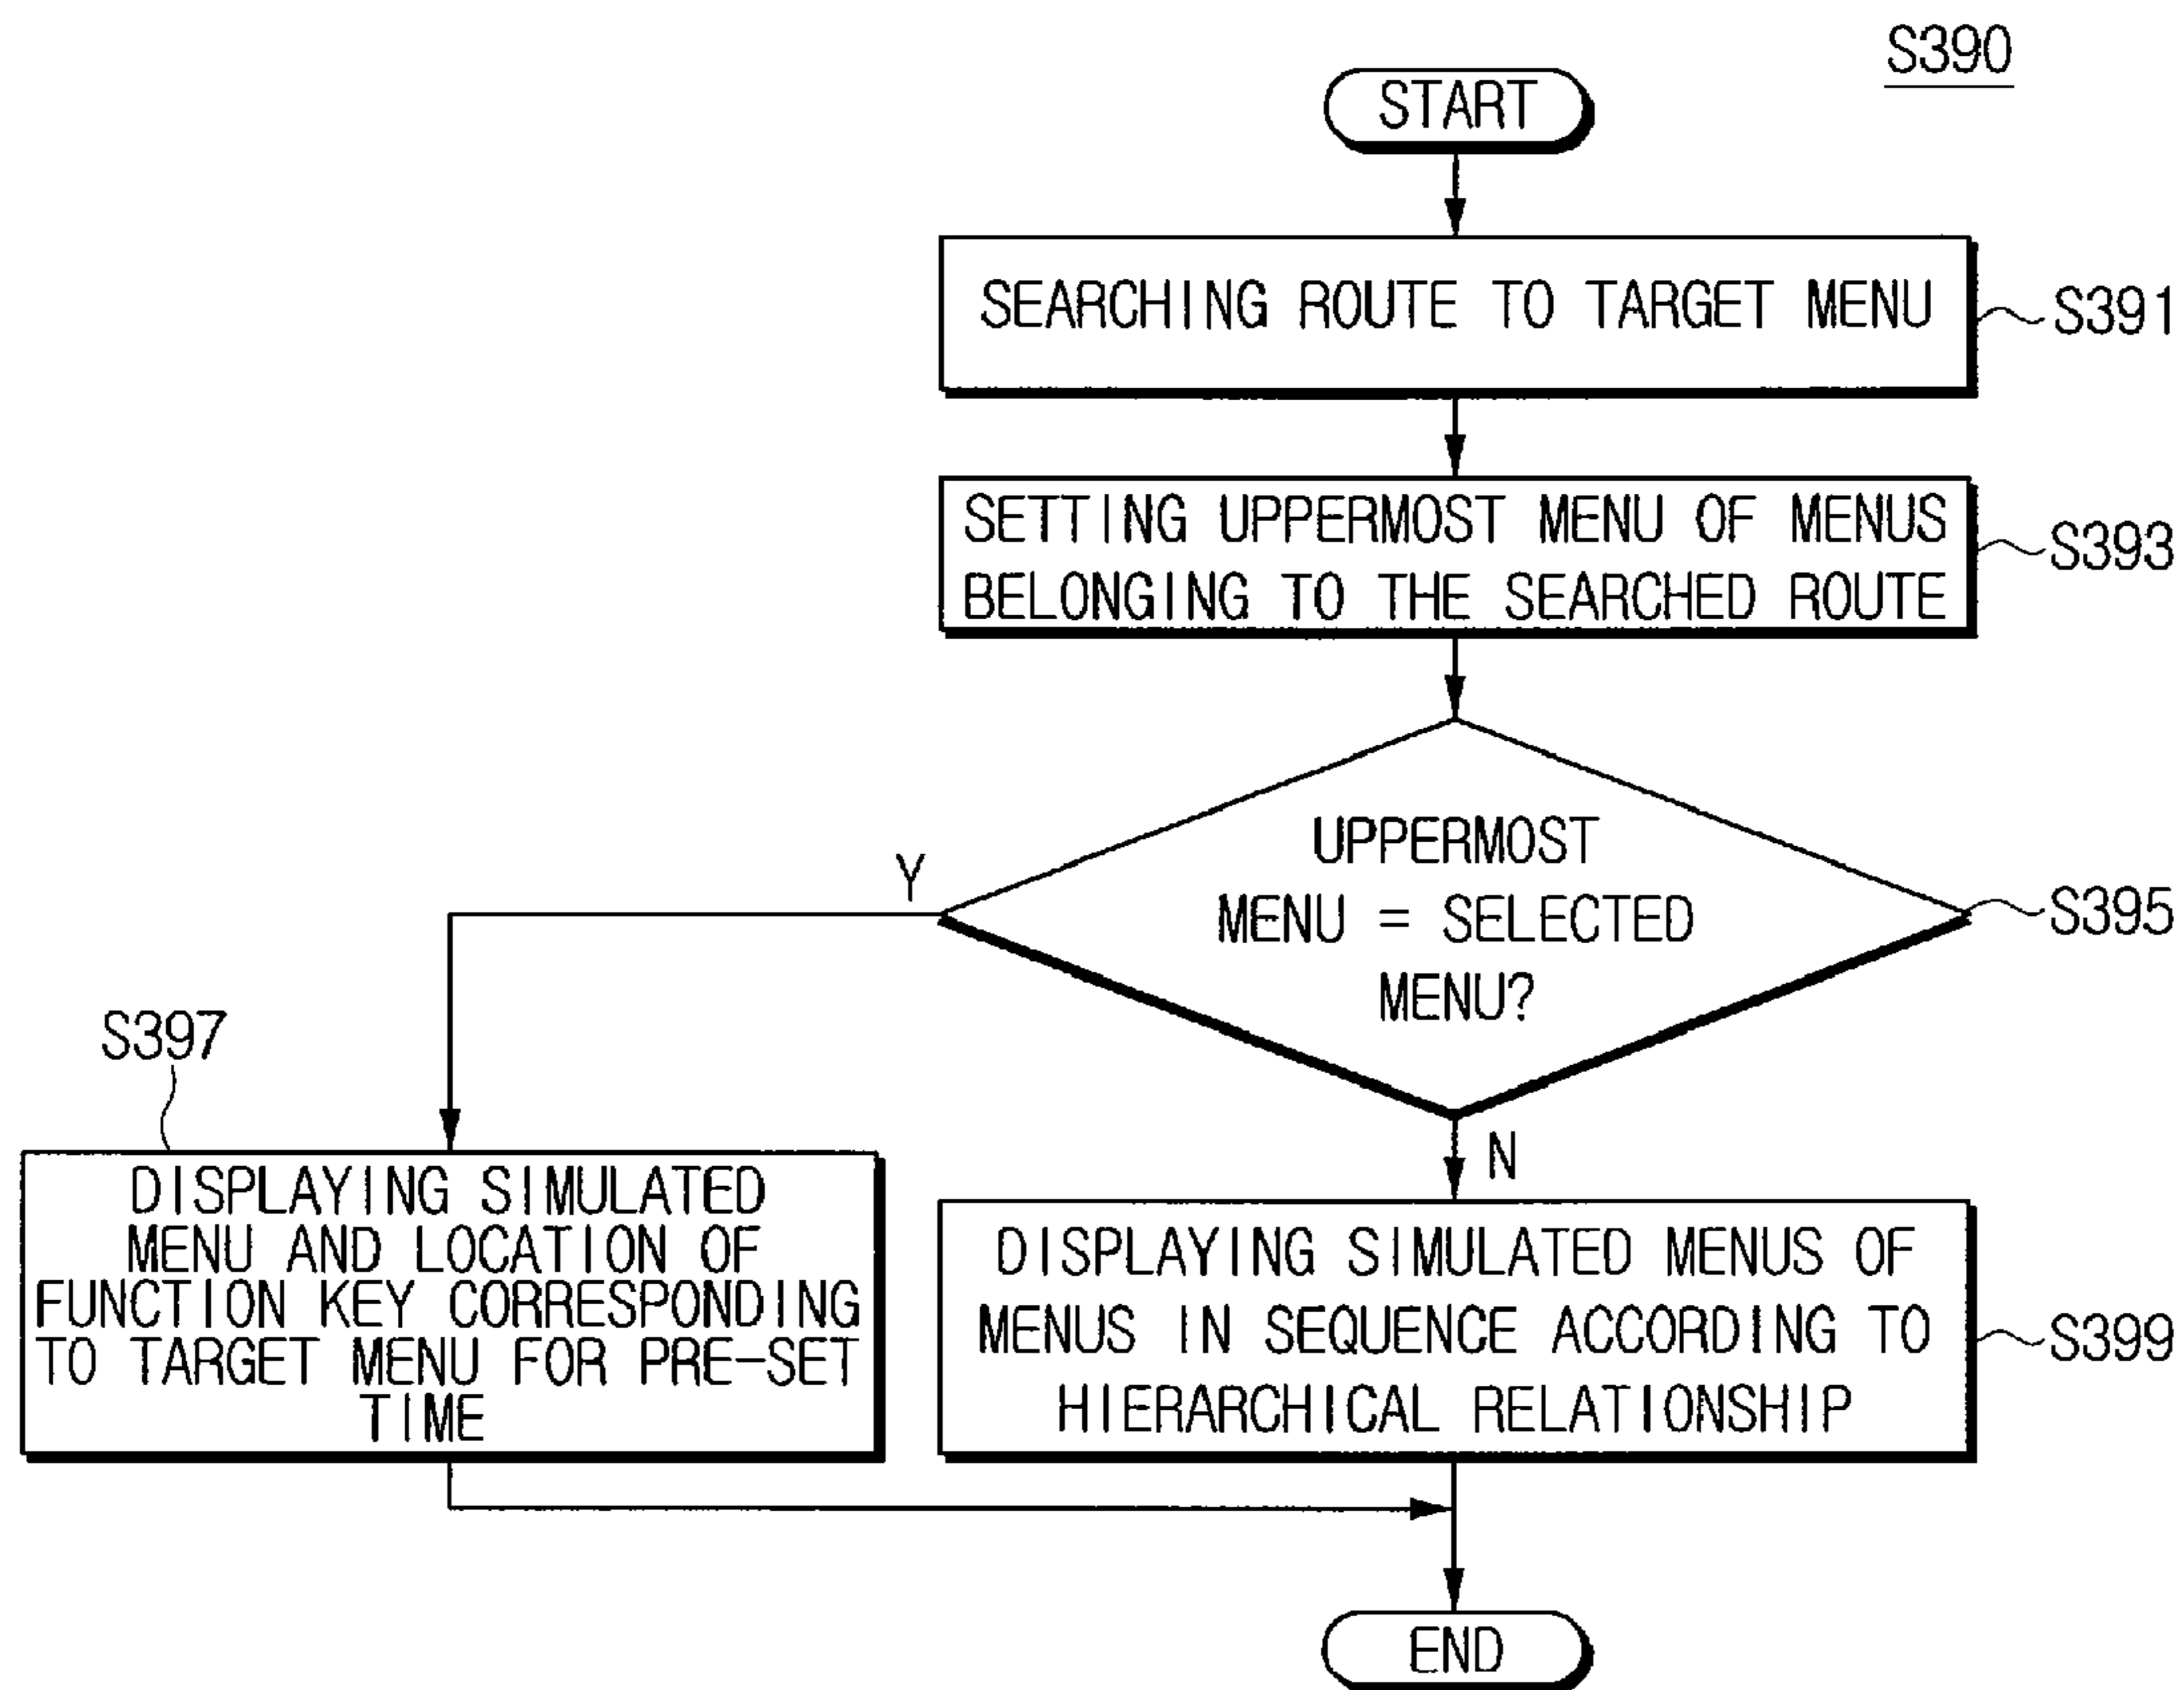 S390
START
SEARCHING ROUTE TO TARGET MENU
S391
SETTING UPPERMOST MENU OF MENUS
BELONGING TO THE SEARCHED ROUTE
S393
UPPERMOST
MENU = SELECTED
MENU?
S395
Y
N
S397
DISPLAYING SIMULATED
MENU AND LOCATION OF
FUNCTION KEY CORRESPONDING
TO TARGET MENU FOR PRE-SET
TIME
DISPLAYING SIMULATED MENUS OF
MENUS IN SEQUENCE ACCORDING TO
HIERARCHICAL RELATIONSHIP
S399
END